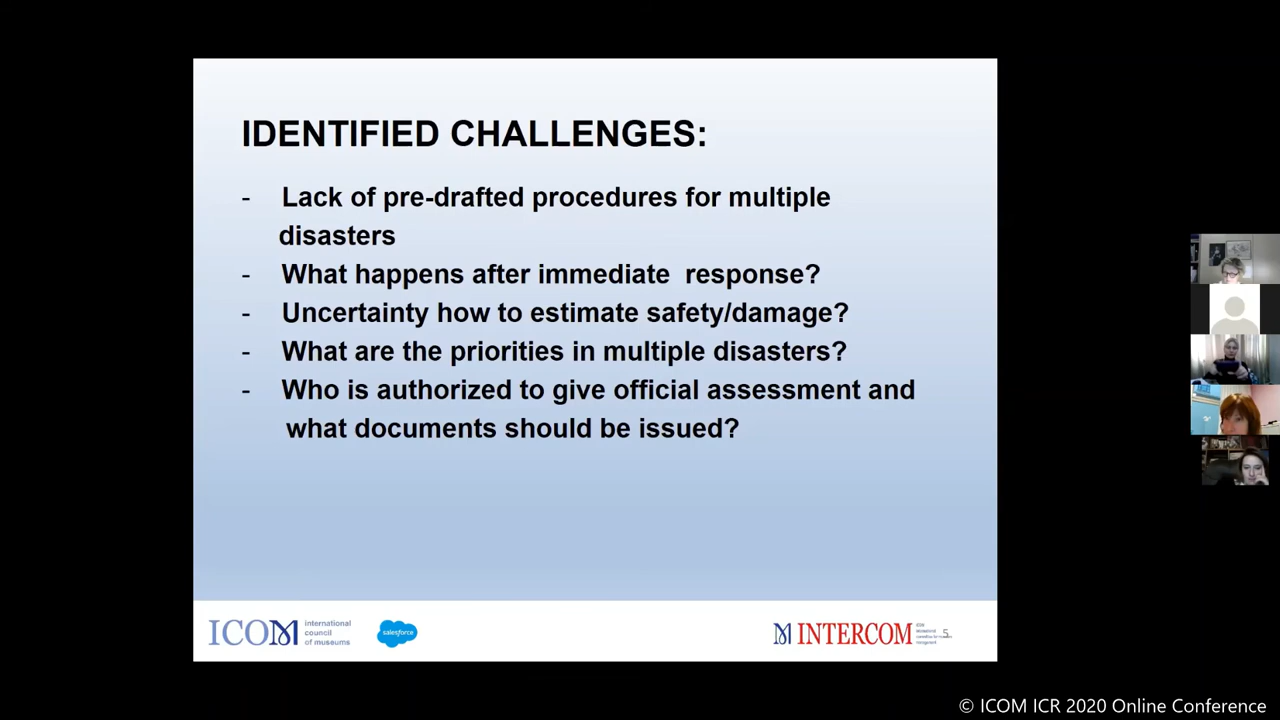 IDENTIFIED CHALLENGES:
- Lack of pre-drafted procedures for multiple
disasters
- What happens after immediate  response?
- Uncertainty how to estimate safety/damage?
- What are the priorities in multiple disasters?
- Who is authorized to give official assessment and
what documents should be issued?
ICOM international
council
of museums
salesforce
INTERCOM
5
© ICOM ICR 2020 Online Conference